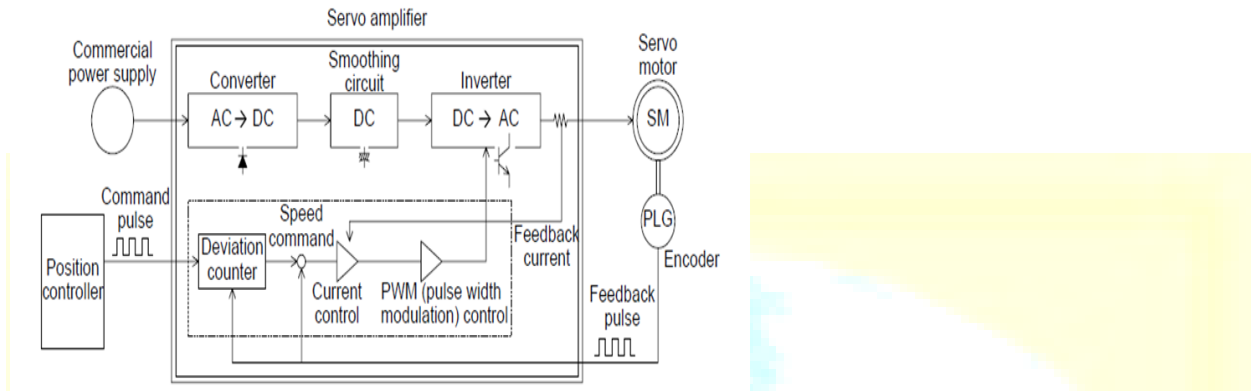 Servo amplifier
Commercial
power supply
Converter
AC → DC
Smoothing
circuit
DC
Inverter
DC → AC
Servo
motor
SM
Command
pulse
Position
controller
Deviation
counter
Speed
command
Current
control
PWM (pulse width
modulation) control
Feedback
current
PLG
Encoder
Feedback
pulse